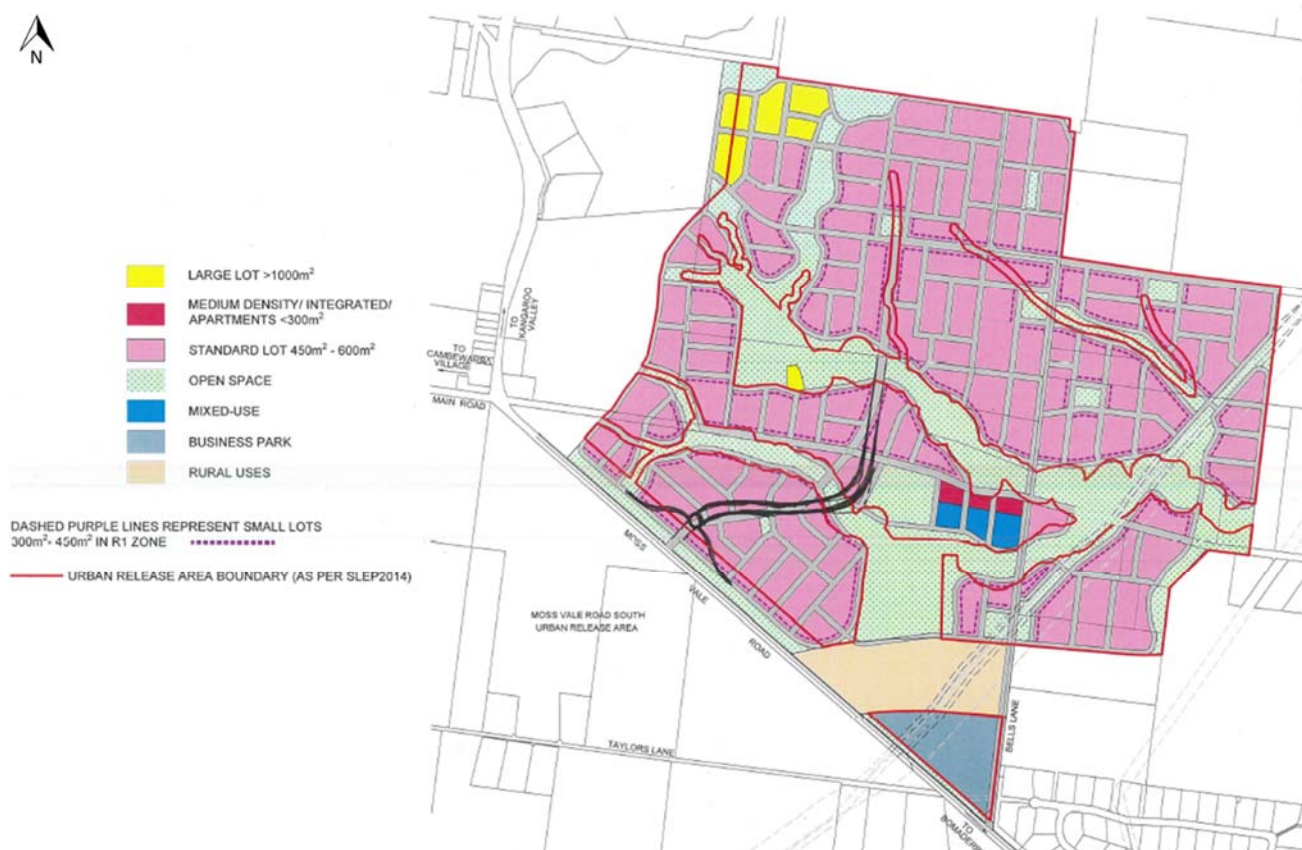 N
LARGE LOT >1000m²
MEDIUM DENSITY/ INTEGRATED/
APARTMENTS <300m²
STANDARD LOT 450m² - 600m²
OPEN SPACE
MIXED-USE
BUSINESS PARK
RURAL USES
DASHED PURPLE LINES REPRESENT SMALL LOTS
300m²- 450m² IN R1 ZONE
URBAN RELEASE AREA BOUNDARY (AS PER SLEP2014)
TO
KANGAROO
VALLEY
TO
CAMBEWARRA
VILLAGE
MAIN ROAD
MOSS
VALE
ROAD
MOSS VALE ROAD SOUTH
URBAN RELEASE AREA
TAYLORS LANE
BELLS LANE
TO